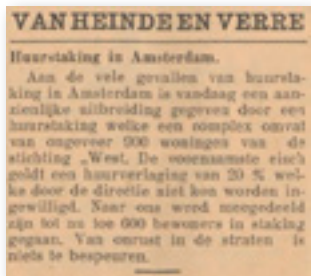 VAN HEINDE EN VERRE
Huurstaking in Amsterdam.
Aan de vele gevallen van huursta-
king in Amsterdam is vandaag een aan-
zienlijke uitbreiding gegeven door een
huurstaking welke een complex omvat
van ongeveer 900 woningen van de
stichting „West. De voornaamste eisch
geldt een huurverlaging van 20 % wel-
ke door de directie niet kon worden in-
gewilligd. Naar ons werd meegedeeld
zijn tot nu toe 600 bewoners in staking
gegaan. Van onrust in de straten is
niets te bespeuren.